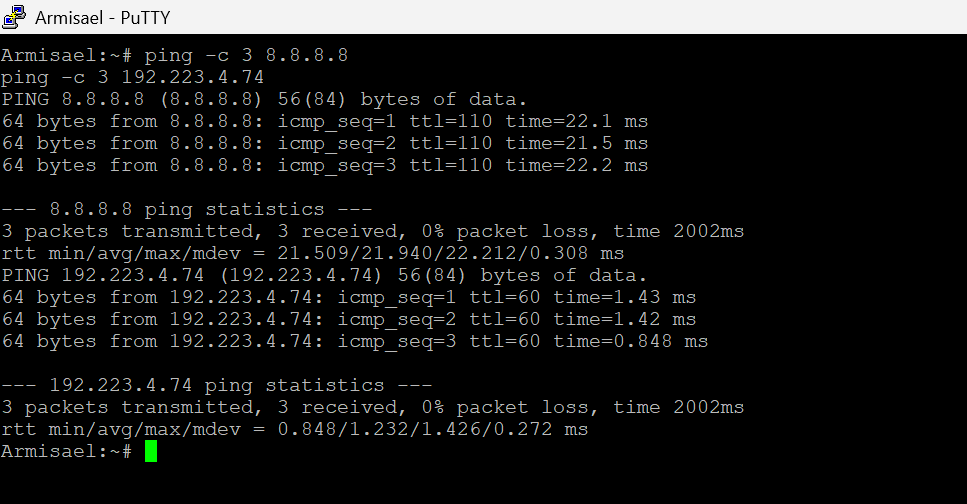 Armisael - PuTTY
Armisael:~# ping -c 3 8.8.8.8
ping -c 3 192.223.4.74
PING 8.8.8.8 (8.8.8.8) 56(84) bytes of data.
64 bytes from 8.8.8.8: icmp_seq=1 ttl=110 time=22.1 ms
64 bytes from 8.8.8.8: icmp_seq=2 ttl=110 time=21.5 ms
64 bytes from 8.8.8.8: icmp_seq=3 ttl=110 time=22.2 ms

--- 8.8.8.8 ping statistics ---
3 packets transmitted, 3 received, 0% packet loss, time 2002ms
rtt min/avg/max/mdev = 21.509/21.940/22.212/0.308 ms
PING 192.223.4.74 (192.223.4.74) 56(84) bytes of data.
64 bytes from 192.223.4.74: icmp_seq=1 ttl=60 time=1.43 ms
64 bytes from 192.223.4.74: icmp_seq=2 ttl=60 time=1.42 ms
64 bytes from 192.223.4.74: icmp_seq=3 ttl=60 time=0.848 ms

--- 192.223.4.74 ping statistics ---
3 packets transmitted, 3 received, 0% packet loss, time 2002ms
rtt min/avg/max/mdev = 0.848/1.232/1.426/0.272 ms
Armisael:~#